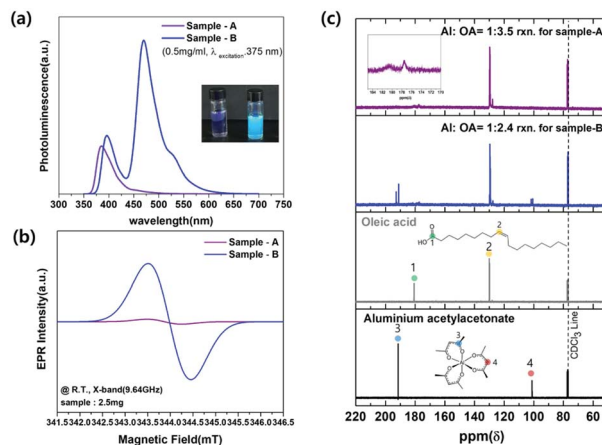 (a)
Sample - A
Sample - B
(0.5mg/ml, λ excitation:375 nm)
Photoluminescence(a.u.)
300 350 400 450 500 550 600 650 700 750
wavelength(nm)
(b)
Sample - A
Sample - B
EPR Intensity(a.u.)
@ R.T., X-band(9.64GHz)
sample : 2.5mg
341.5 342.0 342.5 343.0 343.5 344.0 344.5 345.0 345.5 346.0 346.5
Magnetic Field(mT)
(c)
Al: OA= 1:3.5 rxn. for sample-A
ppm(δ)
Al: OA= 1:2.4 rxn. for sample-B
Oleic acid
O
HO
1
2
1
2
Aluminium acetylacetonate
3
3
4
4
CDCl3 Line
220 200 180 160 140 120 100 80 60
ppm(δ)